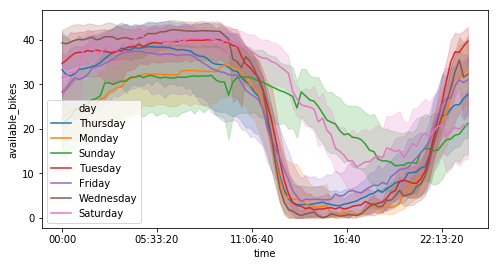 available_bikes
40
30
20
10
0
day
Thursday
Monday
Sunday
Tuesday
Friday
Wednesday
Saturday
00:00
05:33:20
11:06:40
16:40
22:13:20
time